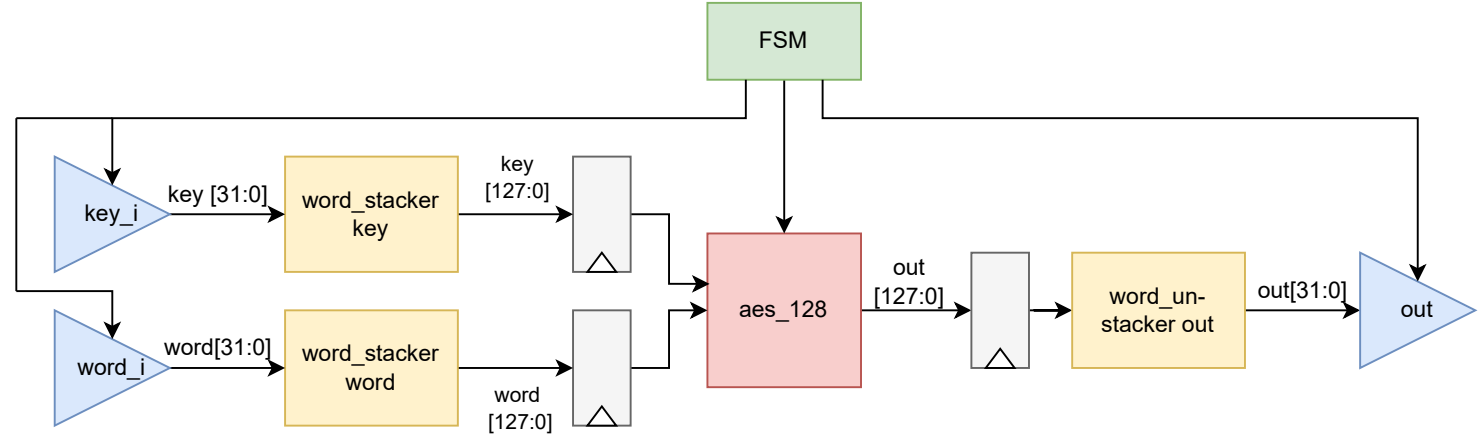 FSM
key_i
key [31:0]
word_stacker
key
key
[127:0]
word_i
word[31:0]
word_stacker
word
word
[127:0]
aes_128
out
[127:0]
word_un-
stacker out
out[31:0]
out